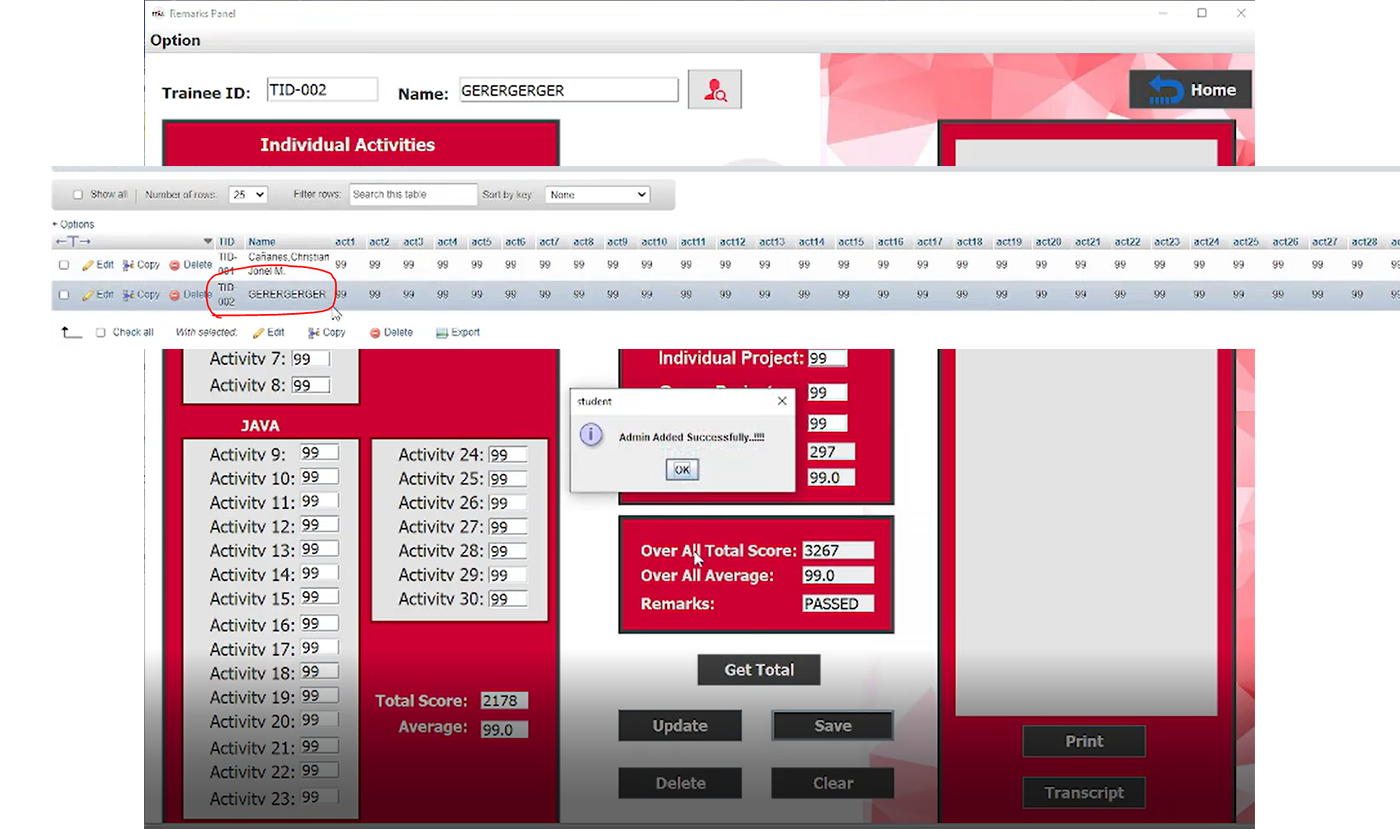 Remarks Panel
Option
Trainee ID: TID-002 Name: GERERGERGER
Home
Individual Activities
Show all Number of rows: 25 Filter rows: Search this table Sort by key: None
+ Options
←T→ TID Name act1 act2 act3 act4 act5 act6 act7 act8 act9 act10 act11 act12 act13 act14 act15 act16 act17 act18 act19 act20 act21 act22 act23 act24 act25 act26 act27 act28
Edit Copy Delete TID-001 Cañanes,Christian Jonel M. 99 99 99 99 99 99 99 99 99 99 99 99 99 99 99 99 99 99 99 99 99 99 99 99 99 99 99 99
Edit Copy Delete TID-002 GERERGERGER 99 99 99 99 99 99 99 99 99 99 99 99 99 99 99 99 99 99 99 99 99 99 99 99 99 99 99 99
Check all With selected: Edit Copy Delete Export
Activity 7: 99
Activity 8: 99
JAVA
Activity 9: 99
Activity 10: 99
Activity 11: 99
Activity 12: 99
Activity 13: 99
Activity 14: 99
Activity 15: 99
Activity 16: 99
Activity 17: 99
Activity 18: 99
Activity 19: 99
Activity 20: 99
Activity 21: 99
Activity 22: 99
Activity 23: 99
Activity 24: 99
Activity 25: 99
Activity 26: 99
Activity 27: 99
Activity 28: 99
Activity 29: 99
Activity 30: 99
Total Score: 2178
Average: 99.0
Individual Project: 99
99
99
297
99.0
student
Admin Added Successfully..!!!!
OK
Over All Total Score: 3267
Over All Average: 99.0
Remarks: PASSED
Get Total
Update Save
Delete Clear
Print
Transcript